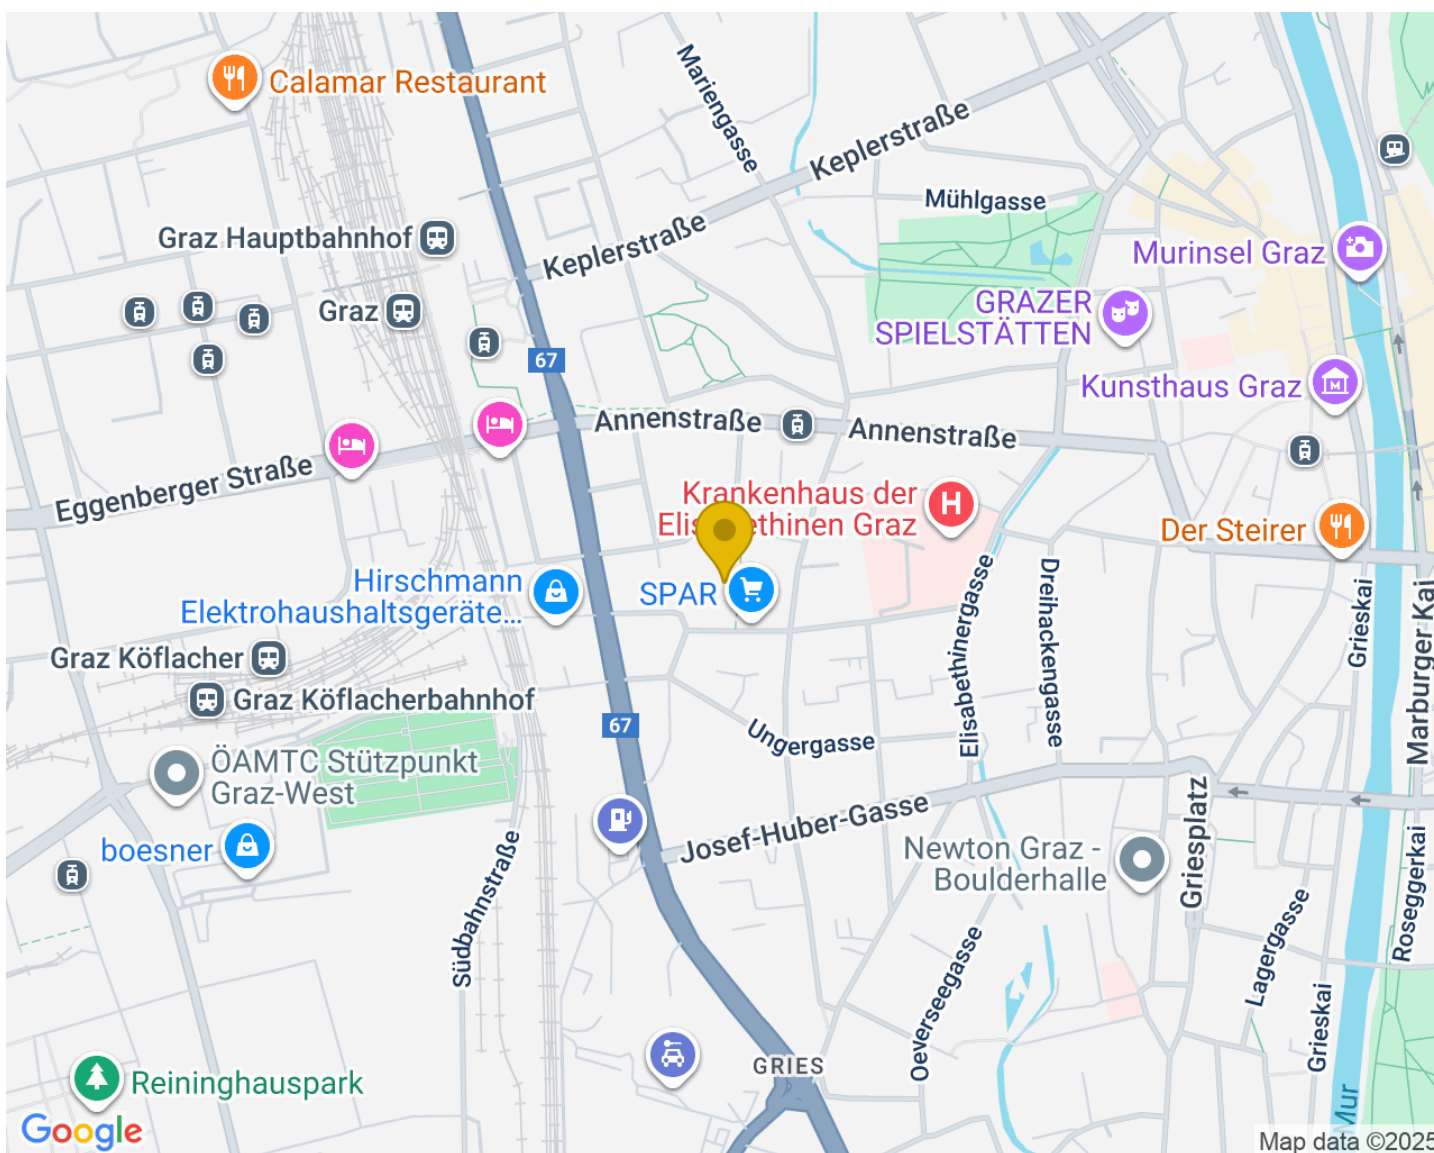 Calamar Restaurant
Mariengasse
Keplerstraße
Mühlgasse
Graz Hauptbahnhof
Keplerstraße
Murinsel Graz
Graz
GRAZER
SPIELSTÄTTEN
67
Kunsthaus Graz
Annenstraße
Annenstraße
Eggenberger Straße
Krankenhaus der
Elisabethinen Graz
H
Der Steirer
Hirschmann
Elektrohaushaltsgeräte...
SPAR
Elisabethinergasse
Dreihackengasse
Grieskai
Marburger Kai
Graz Köflacher
Graz Köflacherbahnhof
67
Ungergasse
ÖAMTC Stützpunkt
Graz-West
Josef-Huber-Gasse
Griesplatz
boesner
Newton Graz -
Boulderhalle
Südbahnstraße
Roseggerkai
Lagergasse
Oeverseegasse
Grieskai
GRIES
Reininghauspark
Mur
Google
Map data ©2025